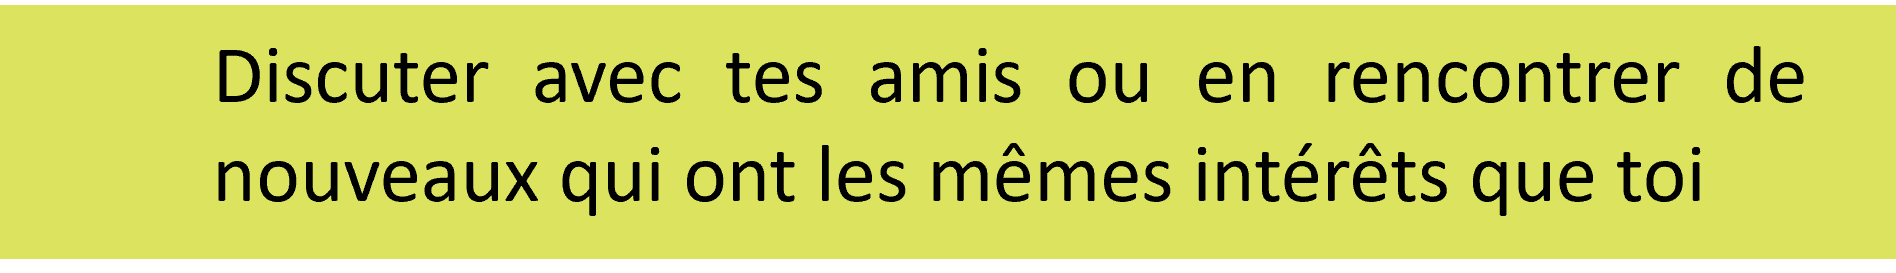 Discuter avec tes amis ou en rencontrer de
nouveaux qui ont les mêmes intérêts que toi